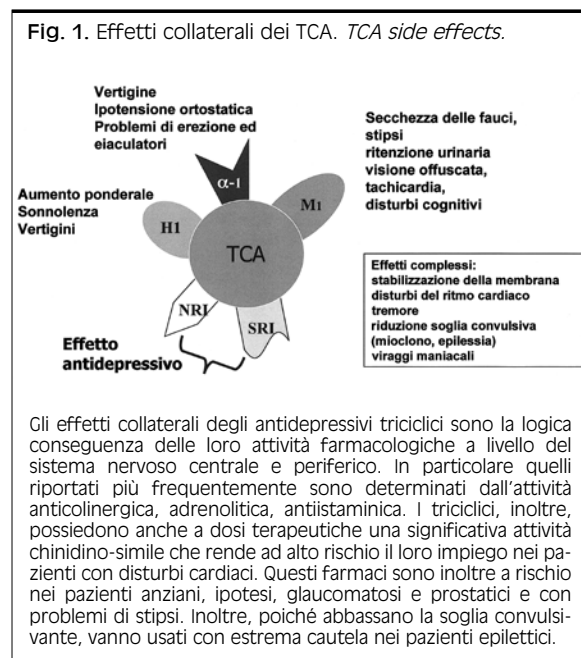 Fig. 1. Effetti collaterali dei TCA. TCA side effects.
Vertigine
Ipotensione ortostatica
Problemi di erezione ed
eiaculatori
Secchezza delle fauci,
stipsi
ritenzione urinaria
visione offuscata,
tachicardia,
disturbi cognitivi
Aumento ponderale
Sonnolenza
Vertigini
α-1
M1
H1
TCA
NRI
SRI
Effetto
antidepressivo
Effetti complessi:
stabilizzazione della membrana
disturbi del ritmo cardiaco
tremore
riduzione soglia convulsiva
(mioclono, epilessia)
viraggi maniacali
Gli effetti collaterali degli antidepressivi triciclici sono la logica
conseguenza delle loro attività farmacologiche a livello del
sistema nervoso centrale e periferico. In particolare quelli
riportati più frequentemente sono determinati dall'attività
anticolinergica, adrenolitica, antiistaminica. I triciclici, inoltre,
possiedono anche a dosi terapeutiche una significativa attività
chinidino-simile che rende ad alto rischio il loro impiego nei pa-
zienti con disturbi cardiaci. Questi farmaci sono inoltre a rischio
nei pazienti anziani, ipotesi, glaucomatosi e prostatici e con
problemi di stipsi. Inoltre, poiché abbassano la soglia convulsi-
vante, vanno usati con estrema cautela nei pazienti epilettici.